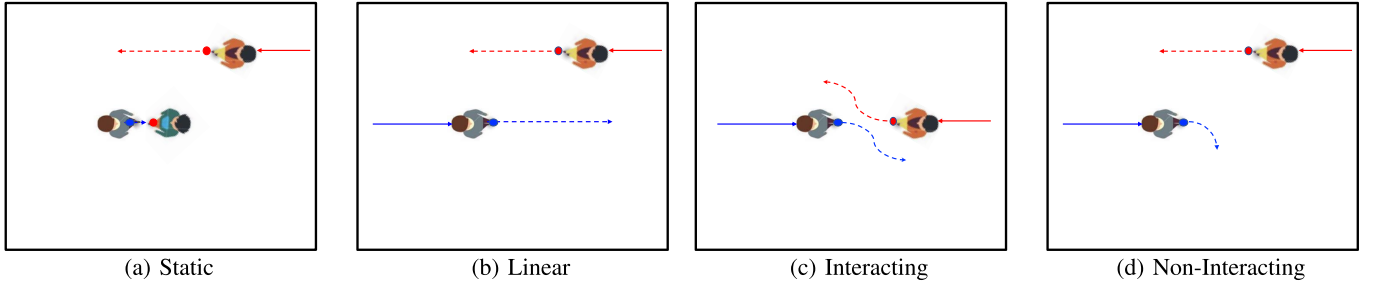 (a) Static
(b) Linear
(c) Interacting
(d) Non-Interacting